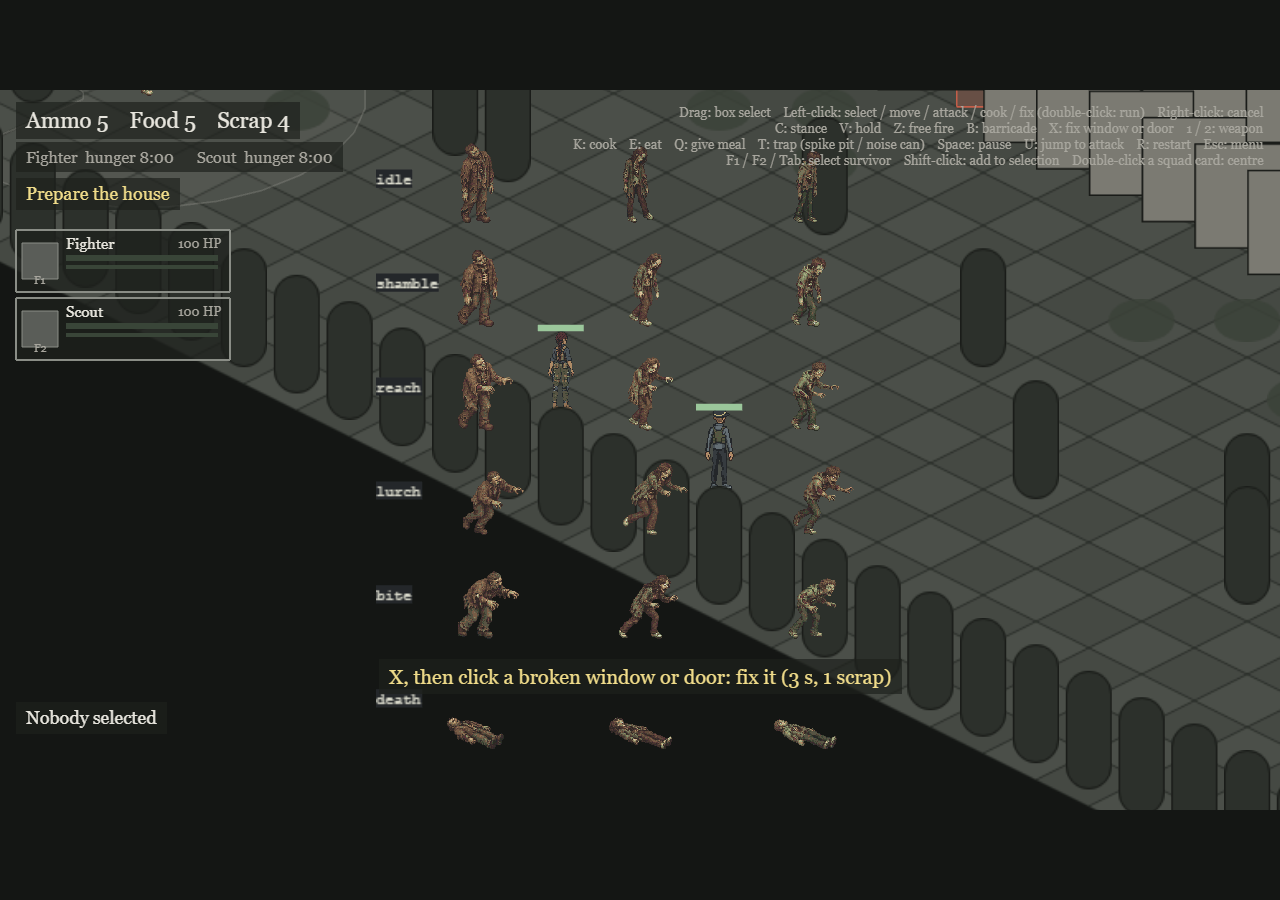 Ammo 5 Food 5 Scrap 4
Fighter hunger 8:00 Scout hunger 8:00
Prepare the house
Fighter 100 HP
F1
Scout 100 HP
F2
Drag: box select Left-click: select / move / attack / cook / fix (double-click: run) Right-click: cancel
C: stance V: hold Z: free fire B: barricade X: fix window or door 1 / 2: weapon
K: cook E: eat Q: give meal T: trap (spike pit / noise can) Space: pause U: jump to attack R: restart Esc: menu
F1 / F2 / Tab: select survivor Shift-click: add to selection Double-click a squad card: centre
idle
shamble
reach
lurch
bite
X, then click a broken window or door: fix it (3 s, 1 scrap)
death
Nobody selected